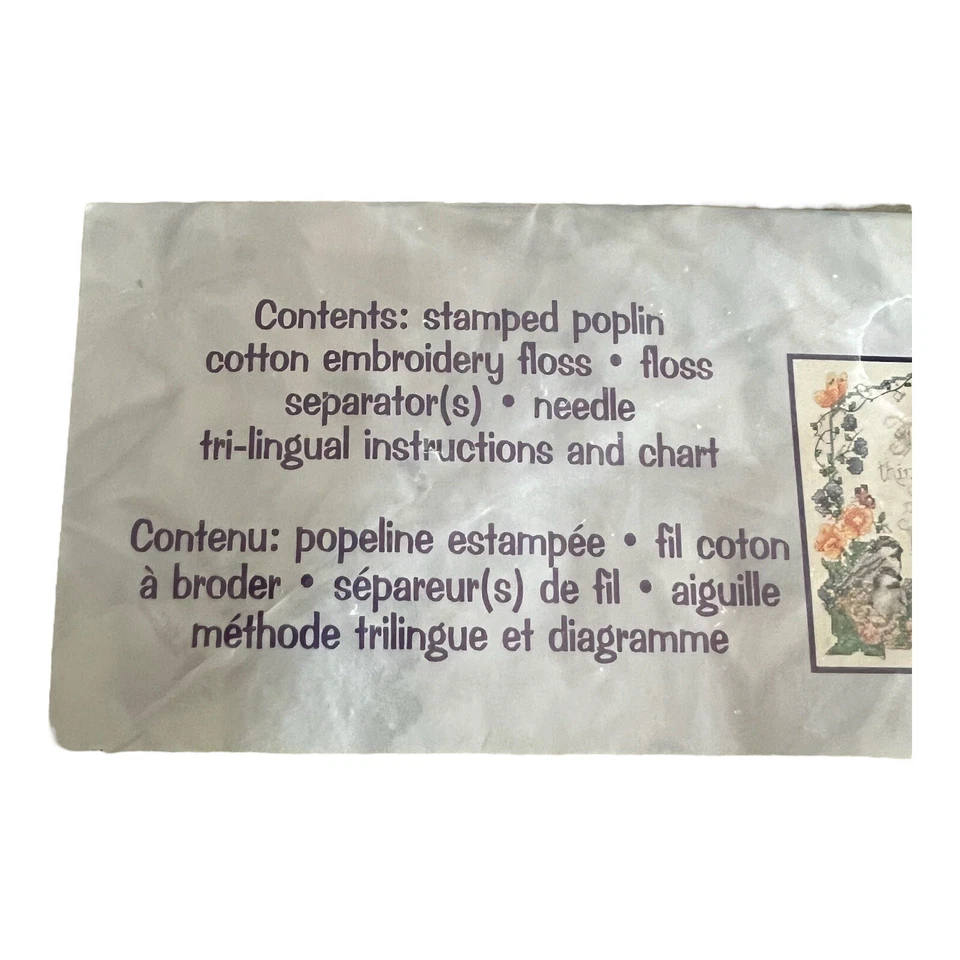 Contents: stamped poplin
cotton embroidery floss • floss
separator(s) • needle
tri-lingual instructions and chart
Contenu: popeline estampée • fil coton
à broder • sépareur(s) de fil • aiguille
méthode trilingue et diagramme